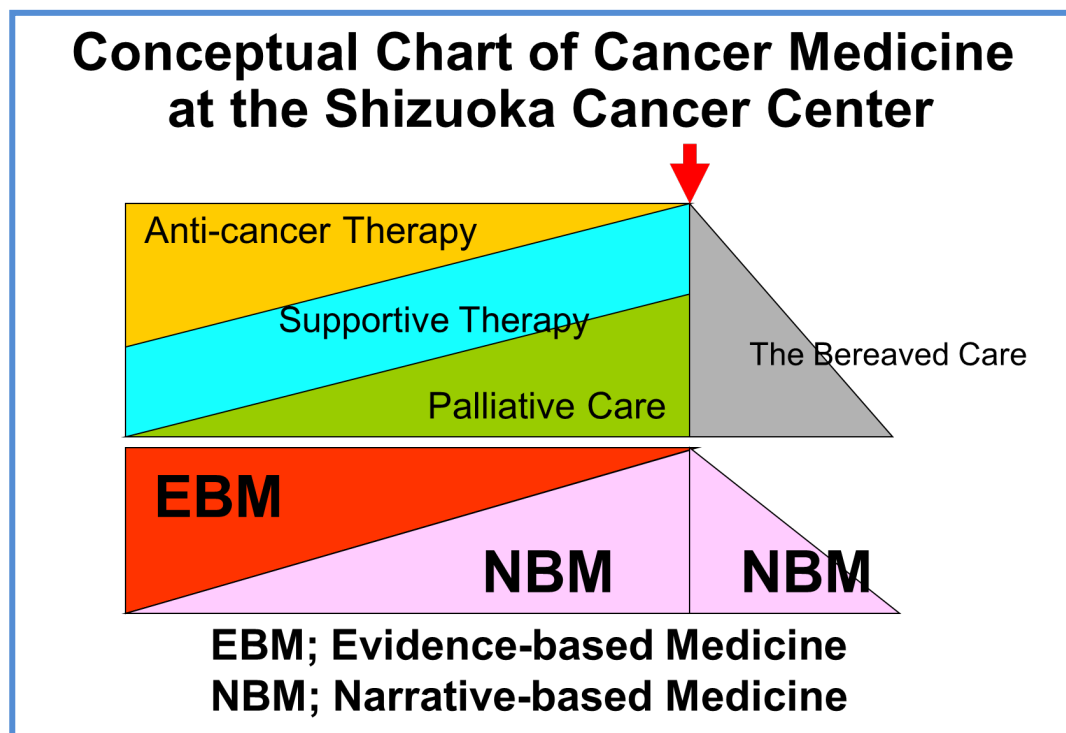 Conceptual Chart of Cancer Medicine
at the Shizuoka Cancer Center
Anti-cancer Therapy
Supportive Therapy
The Bereaved Care
Palliative Care
EBM
NBM
NBM
EBM; Evidence-based Medicine
NBM; Narrative-based Medicine